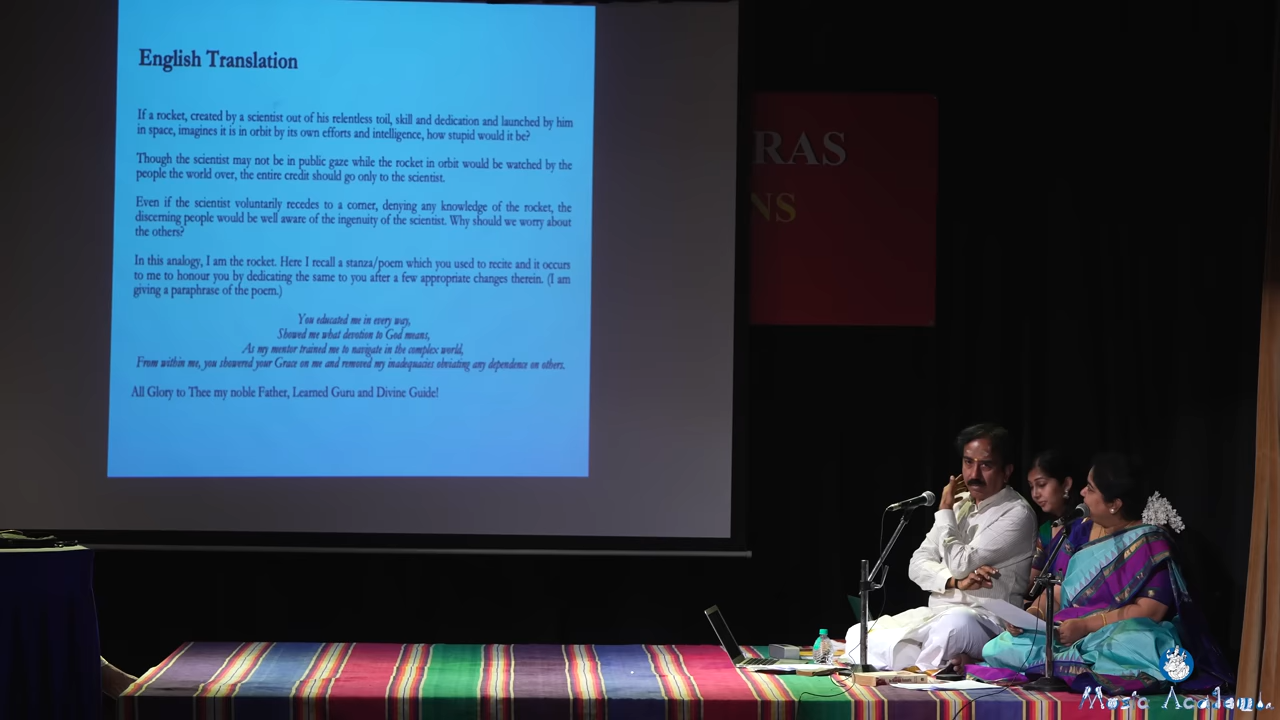 English Translation
If a rocket, created by a scientist out of his relentless toil, skill and dedication and launched by him
in space, imagines it is in orbit by its own efforts and intelligence, how stupid would it be?
Though the scientist may not be in public gaze while the rocket in orbit would be watched by the
people the world over, the entire credit should go only to the scientist.
Even if the scientist voluntarily recedes to a corner, denying any knowledge of the rocket, the
discerning people would be well aware of the ingenuity of the scientist. Why should we worry about
the others?
In this analogy, I am the rocket. Here I recall a stanza/poem which you used to recite and it occurs
to me to honour you by dedicating the same to you after a few appropriate changes therein. (I am
giving a paraphrase of the poem.)
You educated me in every way,
Showed me what devotion to God means,
As my mentor trained me to navigate in the complex world,
From within me, you showered your Grace on me and removed my inadequacies obviating any dependence on others.
All Glory to Thee my noble Father, Learned Guru and Divine Guide!
RAS
NS
Music Academy